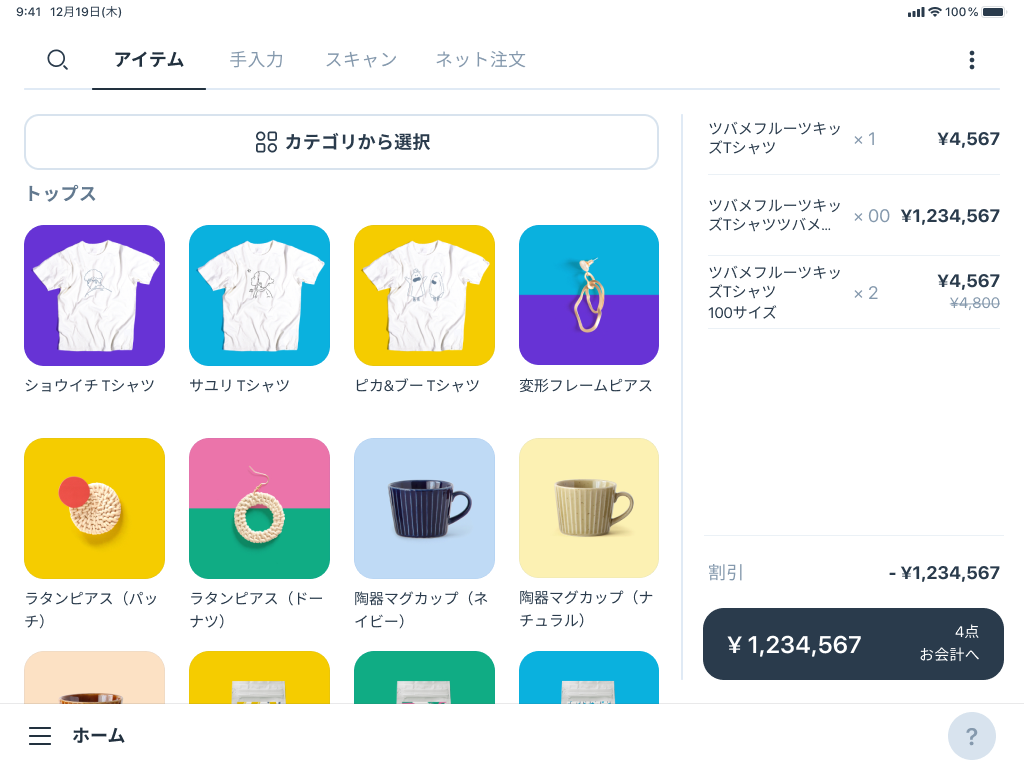 9:41 12月19日(木)
100%
アイテム
手入力
スキャン
ネット注文
カテゴリから選択
トップス
ショウイチ Tシャツ
サユリ Tシャツ
ピカ&ブー Tシャツ
変形フレームピアス
ラタンピアス（パッ
チ）
ラタンピアス（ドー
ナツ）
陶器マグカップ（ネ
イビー）
陶器マグカップ（ナ
チュラル）
ツバメフルーツキッ
ズTシャツ
× 1
¥4,567
ツバメフルーツキッ
ズTシャツツバメ...
× 00
¥1,234,567
ツバメフルーツキッ
ズTシャツ
100サイズ
× 2
¥4,567
¥4,800
割引
- ¥1,234,567
¥ 1,234,567
4点
お会計へ
ホーム
?